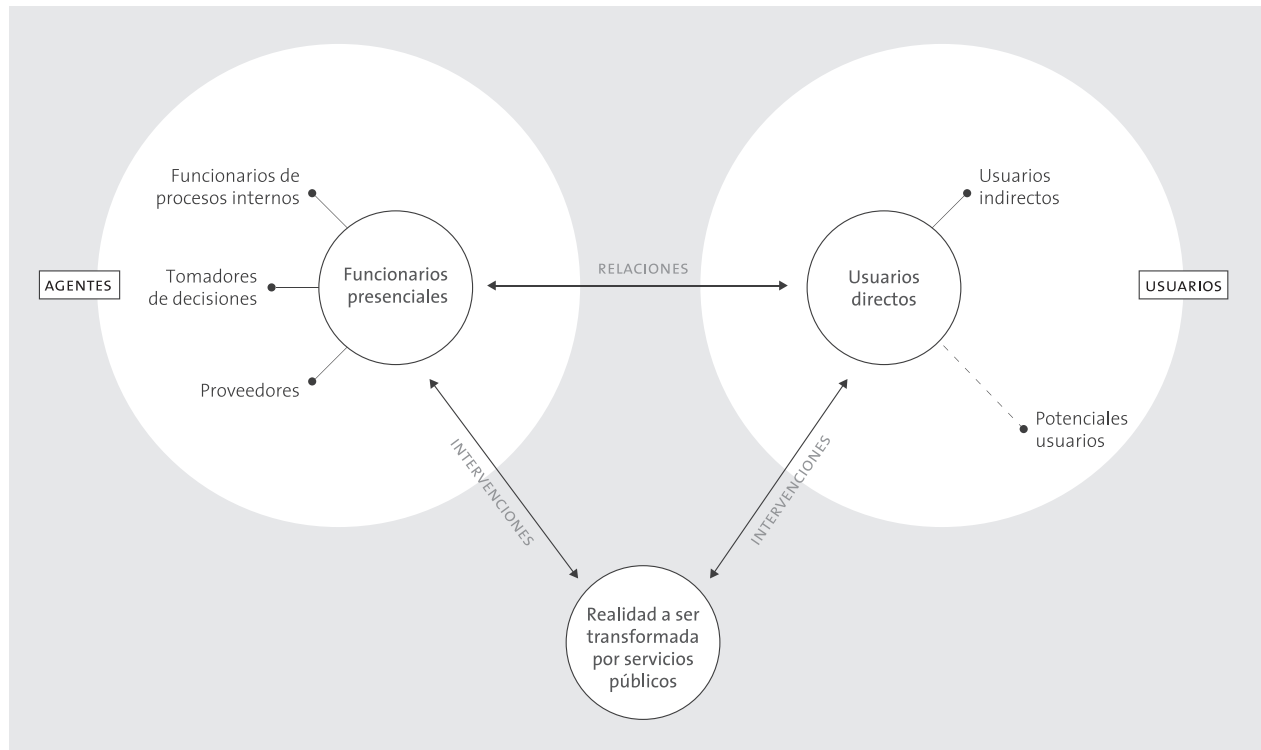 Funcionarios de
procesos internos
Tomadores
de decisiones
Proveedores
AGENTES
Funcionarios
presenciales
RELACIONES
Usuarios
directos
Usuarios
indirectos
USUARIOS
Potenciales
usuarios
INTERVENCIONES
INTERVENCIONES
Realidad a ser
transformada
por servicios
públicos